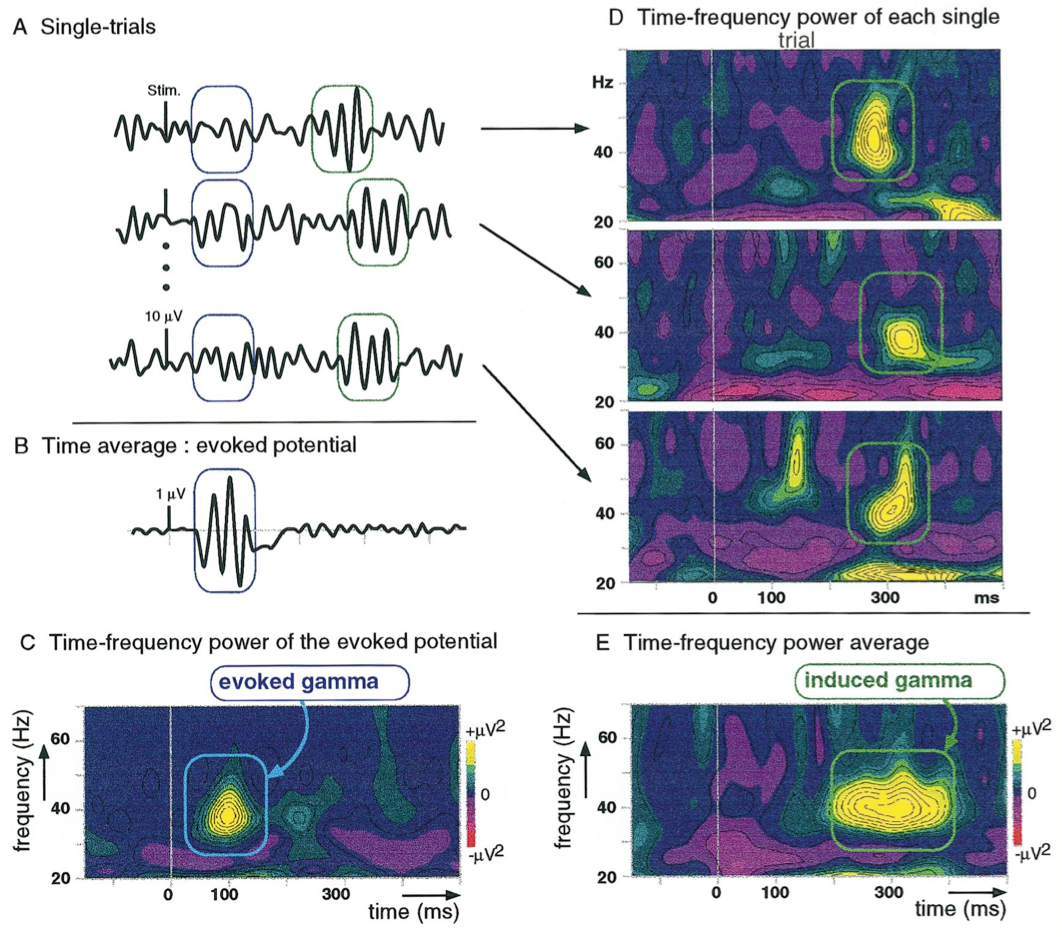 A Single-trials
Stim.
10 µV
B Time average : evoked potential
1 µV
C Time-frequency power of the evoked potential
evoked gamma
frequency (Hz)
60
40
20
0
100
300
time (ms)
+µV2
0
-µV2
D Time-frequency power of each single
trial
Hz
40
20
60
40
20
60
40
20
0
100
300
ms
E Time-frequency power average
induced gamma
frequency (Hz)
60
40
20
0
100
300
time (ms)
+µV2
0
-µV2